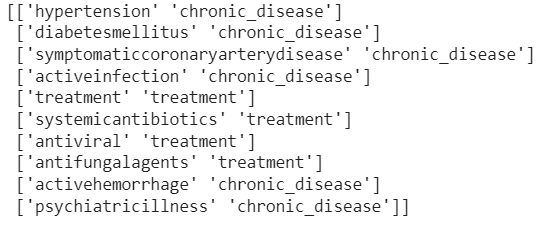 [['hypertension' 'chronic_disease']
['diabetesmellitus' 'chronic_disease']
['symptomaticcoronaryarterydisease' 'chronic_disease']
['activeinfection' 'chronic_disease']
['treatment' 'treatment']
['systemicantibiotics' 'treatment']
['antiviral' 'treatment']
['antifungalagents' 'treatment']
['activehemorrhage' 'chronic_disease']
['psychiatricillness' 'chronic_disease']]